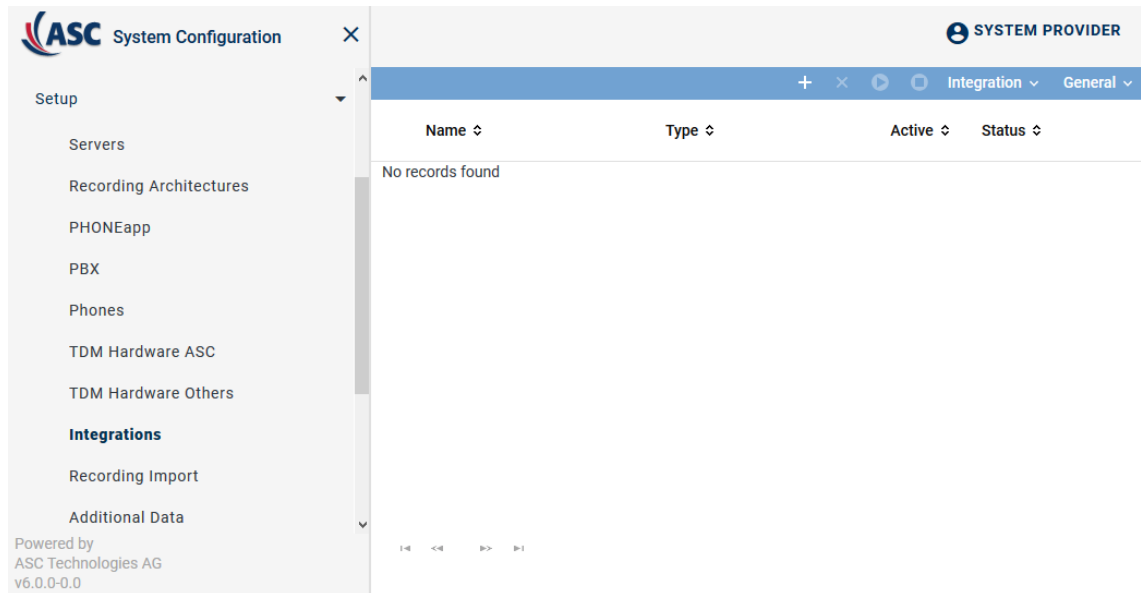 ASC System Configuration
SYSTEM PROVIDER
Integration
General
Setup
Servers
Recording Architectures
PHONEapp
PBX
Phones
TDM Hardware ASC
TDM Hardware Others
Integrations
Recording Import
Additional Data
Powered by
ASC Technologies AG
v6.0.0-0.0
Name Type Active Status
No records found